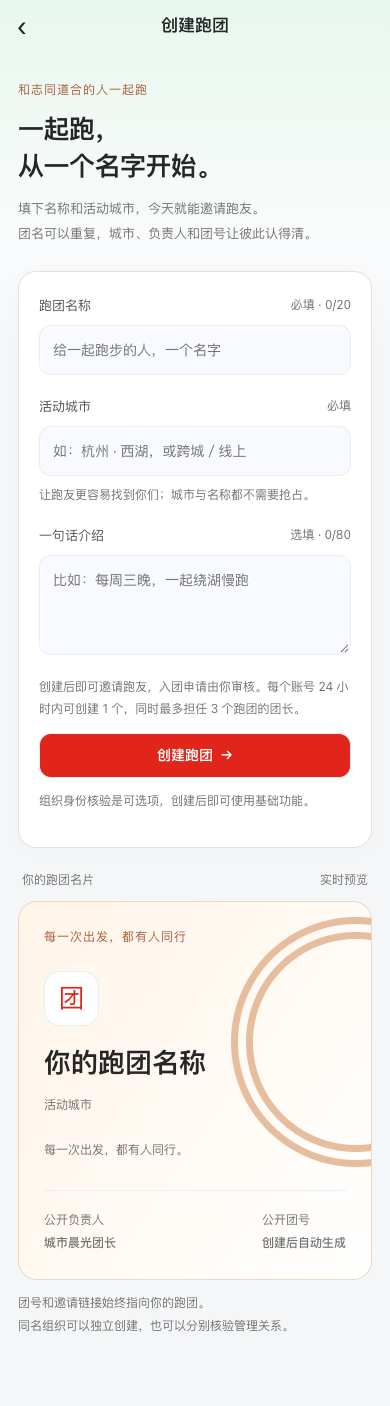 创建跑团
和志同道合的人一起跑
一起跑，
从一个名字开始。
填下名称和活动城市，今天就能邀请跑友。
团名可以重复，城市、负责人和团号让彼此认得清。
跑团名称
必填 · 0/20
给一起跑步的人，一个名字
活动城市
必填
如：杭州 · 西湖，或跨城 / 线上
让跑友更容易找到你们；城市与名称都不需要抢占。
一句话介绍
选填 · 0/80
比如：每周三晚，一起绕湖慢跑
创建后即可邀请跑友，入团申请由你审核。每个账号 24 小
时内可创建 1 个，同时最多担任 3 个跑团的团长。
创建跑团 →
组织身份核验是可选项，创建后即可使用基础功能。
你的跑团名片
实时预览
每一次出发，都有人同行
团
你的跑团名称
活动城市
每一次出发，都有人同行。
公开负责人
公开团号
城市晨光团长
创建后自动生成
团号和邀请链接始终指向你的跑团。
同名组织可以独立创建，也可以分别核验管理关系。